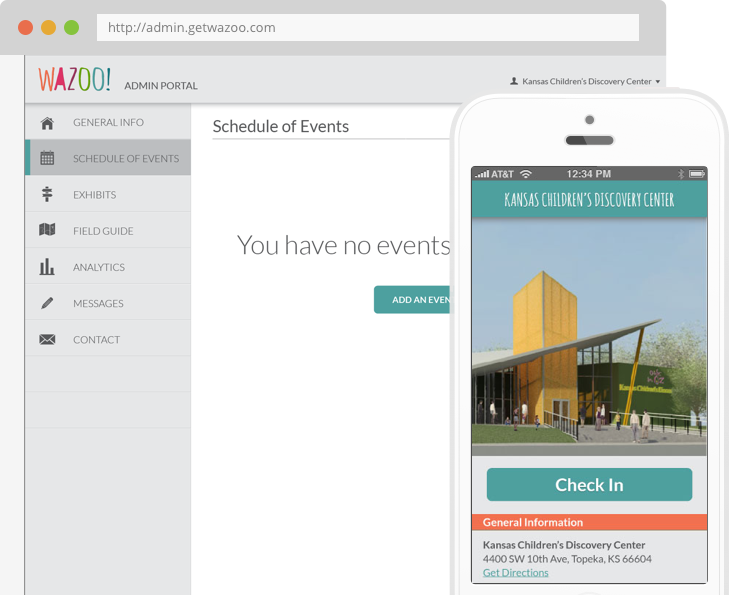 http://admin.getwazoo.com
WAZOO!
ADMIN PORTAL
Kansas Children's Discovery Center
GENERAL INFO
SCHEDULE OF EVENTS
EXHIBITS
FIELD GUIDE
ANALYTICS
MESSAGES
CONTACT
Schedule of Events
You have no events
ADD AN EVEN
AT&T
12:34 PM
KANSAS CHILDREN'S DISCOVERY CENTER
Check In
General Information
Kansas Children's Discovery Center
4400 SW 10th Ave, Topeka, KS 66604
Get Directions